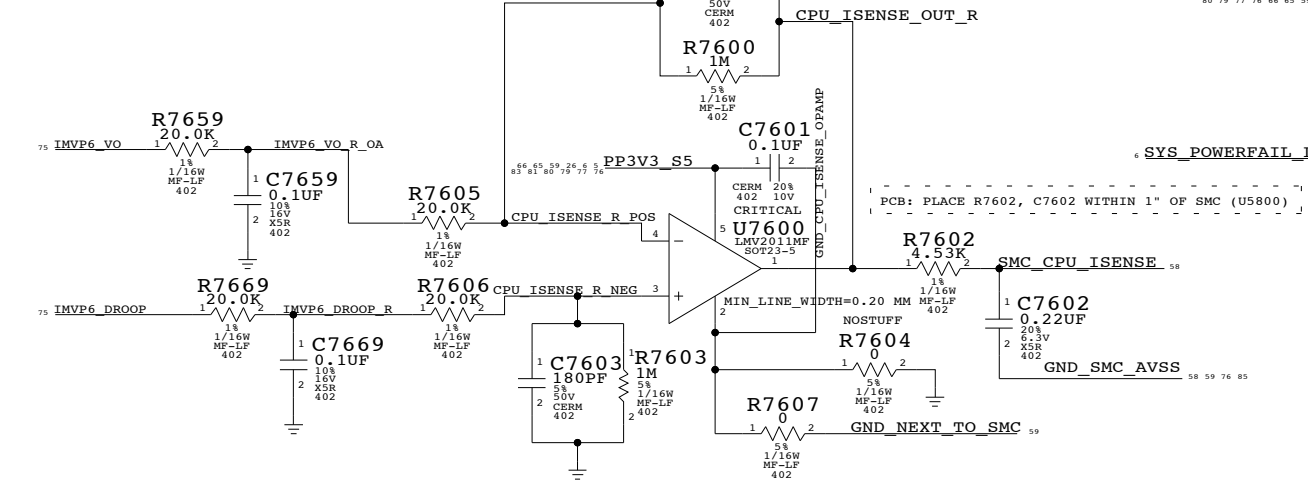 50V
CERM
402
CPU_ISENSE_OUT_R
R7600
1M
1 2
5%
1/16W
MF-LF
402
R7659
20.0K
75 IMVP6_VO 1 2 IMVP6_VO_R_OA
1%
1/16W
MF-LF
402
1
C7659
0.1UF
10%
16V
X5R
402
2
C7601
0.1UF
66 65 59 26 6 5
83 81 80 79 77 76
PP3V3_S5
1 2
CERM 20%
402 10V
GND_CPU_ISENSE_OPAMP
6 SYS_POWERFAIL_
PCB: PLACE R7602, C7602 WITHIN 1" OF SMC (U5800)
R7605
20.0K
1 2
1%
1/16W
MF-LF
402
CPU_ISENSE_R_POS
4
5
CRITICAL
U7600
LMV2011MF
SOT23-5
1
3
2
R7602
4.53K
1 2
1%
1/16W
MF-LF
402
SMC_CPU_ISENSE 58
R7669
20.0K
75 IMVP6_DROOP 1 2 IMVP6_DROOP_R
1%
1/16W
MF-LF
402
R7606
20.0K
1 2
1%
1/16W
MF-LF
402
CPU_ISENSE_R_NEG
MIN_LINE_WIDTH=0.20 MM
1
C7602
0.22UF
20%
6.3V
X5R
402
2
GND_SMC_AVSS 58 59 76 85
1
C7669
0.1UF
10%
16V
X5R
402
2
1
C7603
180PF
5%
50V
CERM
402
2
1
R7603
1M
5%
1/16W
MF-LF
402
2
NOSTUFF
R7604
0
1 2
5%
1/16W
MF-LF
402
R7607
0
1 2
5%
1/16W
MF-LF
402
GND_NEXT_TO_SMC 59